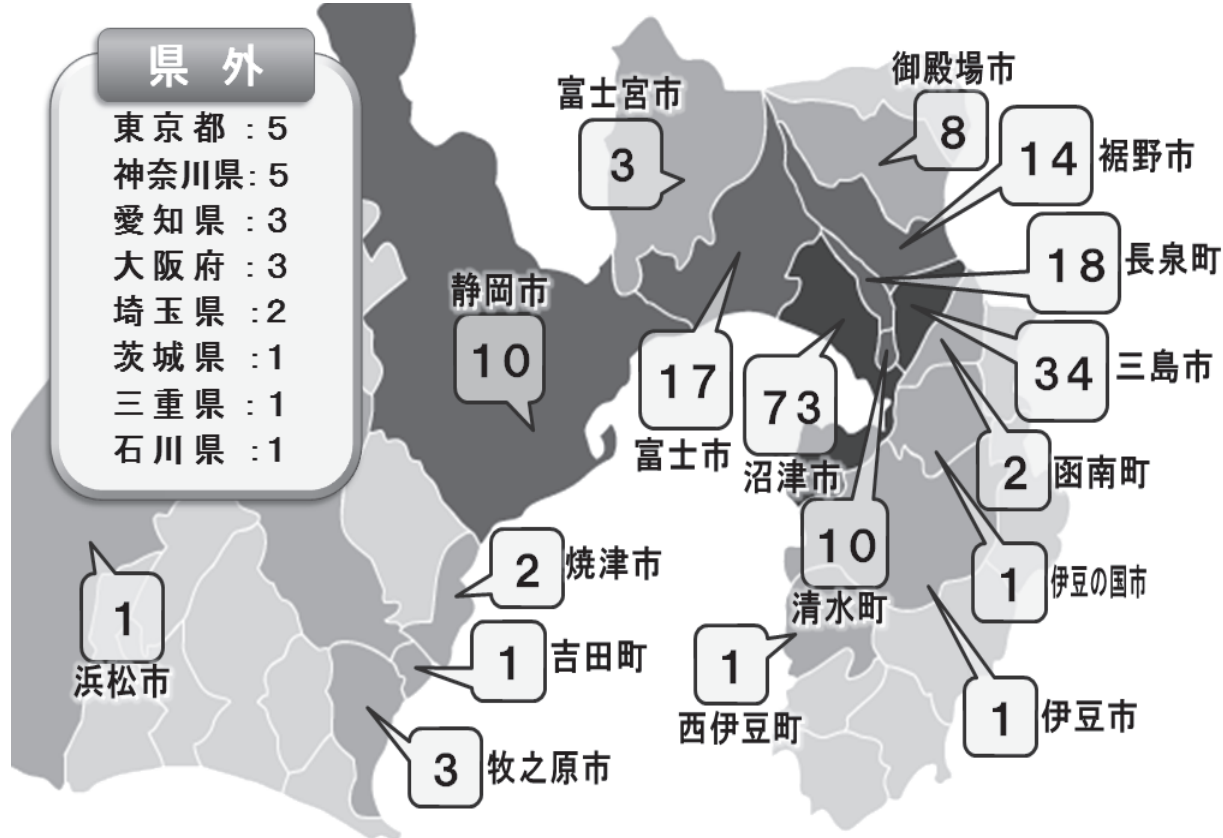 県 外
東京都 : 5
神奈川県 : 5
愛知県 : 3
大阪府 : 3
埼玉県 : 2
茨城県 : 1
三重県 : 1
石川県 : 1
富士宮市
3
御殿場市
8
14
裾野市
18
長泉町
34
三島市
静岡市
10
17
富士市
73
沼津市
2
函南町
10
清水町
1
伊豆の国市
2
焼津市
1
浜松市
1
吉田町
1
西伊豆町
1
伊豆市
3
牧之原市